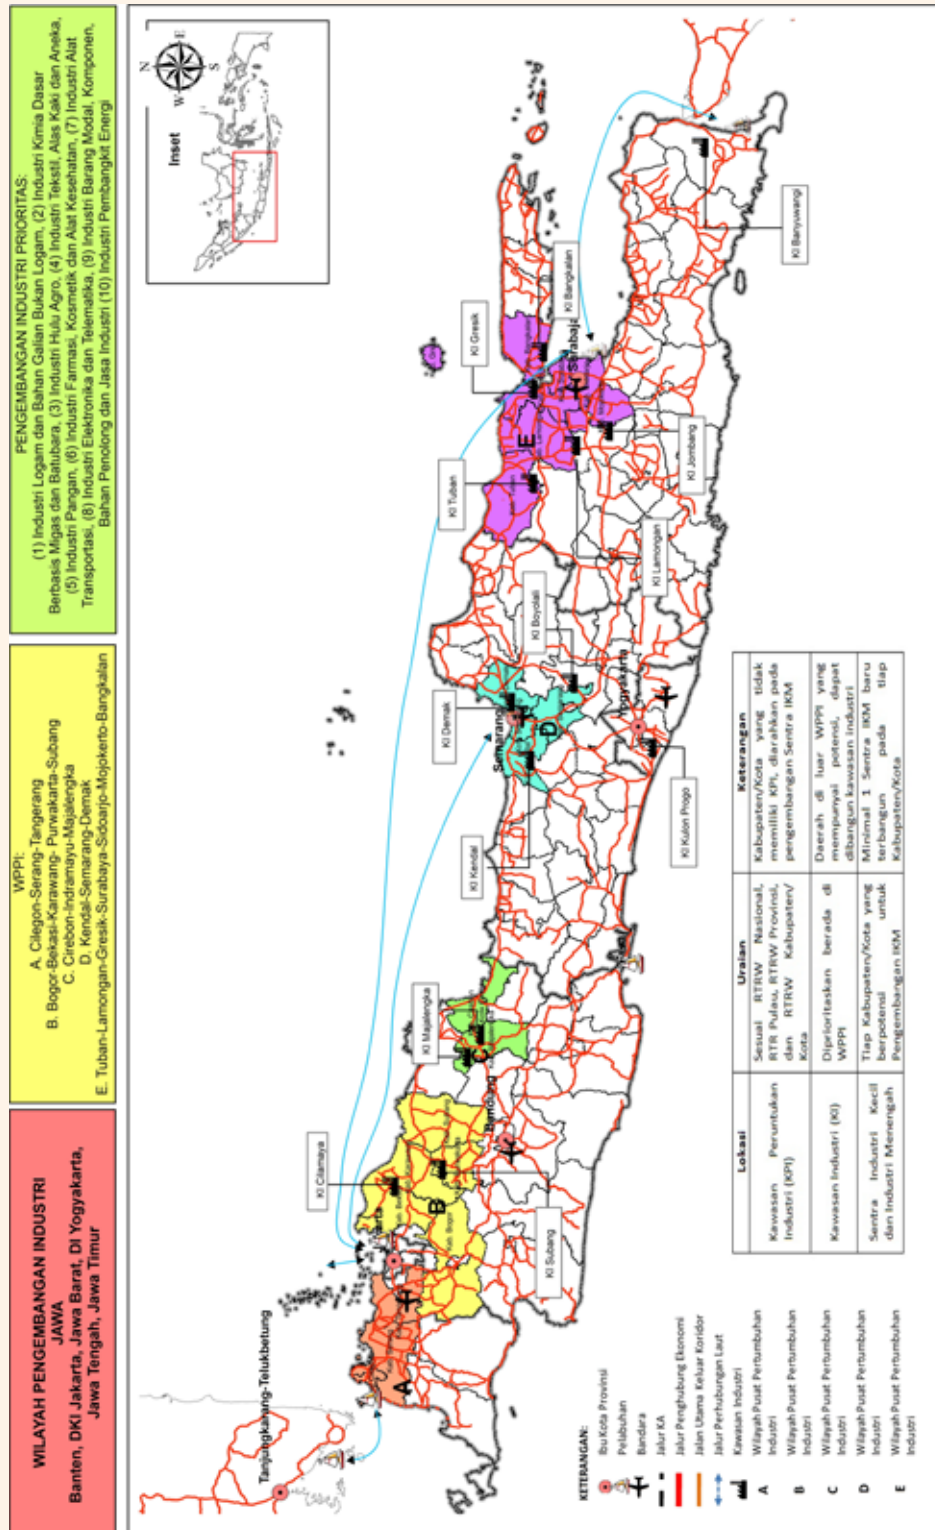 WILAYAH PENGEMBANGAN INDUSTRI
JAWA
Banten, DKI Jakarta, Jawa Barat, DI Yogyakarta,
Jawa Tengah, Jawa Timur
WPPI:
A. Cilegon-Serang-Tangerang
B. Bogor-Bekasi-Karawang- Purwakarta-Subang
C. Cirebon-Indramayu-Majalengka
D. Kendal-Semarang-Demak
E. Tuban-Lamongan-Gresik-Surabaya-Sidoarjo-Mojokerto-Bangkalan
PENGEMBANGAN INDUSTRI PRIORITAS:
(1) Industri Logam dan Bahan Galian Bukan Logam, (2) Industri Kimia Dasar
Berbasis Migas dan Batubara, (3) Industri Hulu Agro, (4) Industri Tekstil, Alas Kaki dan Aneka,
(5) Industri Pangan, (6) Industri Farmasi, Kosmetik dan Alat Kesehatan, (7) Industri Alat
Transportasi, (8) Industri Elektronika dan Telematika, (9) Industri Barang Modal, Komponen,
Bahan Penolong dan Jasa Industri (10) Industri Pembangkit Energi
Inset
N
E
S
W
Tanjungkarang-Telukbetung
KI Citamaya
KI Majalengka
KI Demak
KI Tuban
KI Gresik
KI Bangkalan
Semarang
KI Boyolali
Surabaja
A
B
C
D
E
Kab. Bogor
Bandung
Yogyakarta
KI Subang
KI Kendal
KI Kulon Progo
KI Lamongan
KI Jombang
KI Banyuwangi
KETERANGAN:
Ibu Kota Provinsi
Pelabuhan
Bandara
Jalur KA
Jalur Penghubung Ekonomi
Jalan Utama Keluar Koridor
Jalur Perhubungan Laut
Kawasan Industri
A Wilayah Pusat Pertumbuhan
Industri
B Wilayah Pusat Pertumbuhan
Industri
C Wilayah Pusat Pertumbuhan
Industri
D Wilayah Pusat Pertumbuhan
Industri
E Wilayah Pusat Pertumbuhan
Industri
Lokasi Uraian Keterangan
Kawasan Peruntukan
Industri (KPI)
Sesuai RTRW Nasional,
RTR Pulau, RTRW Provinsi,
dan RTRW Kabupaten/
Kota
Kabupaten/Kota yang tidak
memiliki KPI, diarahkan pada
pengembangan Sentra IKM
Kawasan Industri (KI)
Diprioritaskan berada di
WPPI
Daerah di luar WPPI yang
mempunyai potensi, dapat
dibangun kawasan industri
Sentra Industri Kecil
dan Industri Menengah
Tiap Kabupaten/Kota yang
berpotensi untuk
Pengembangan IKM
Minimal 1 Sentra IKM baru
terbangun pada tiap
Kabupaten/Kota